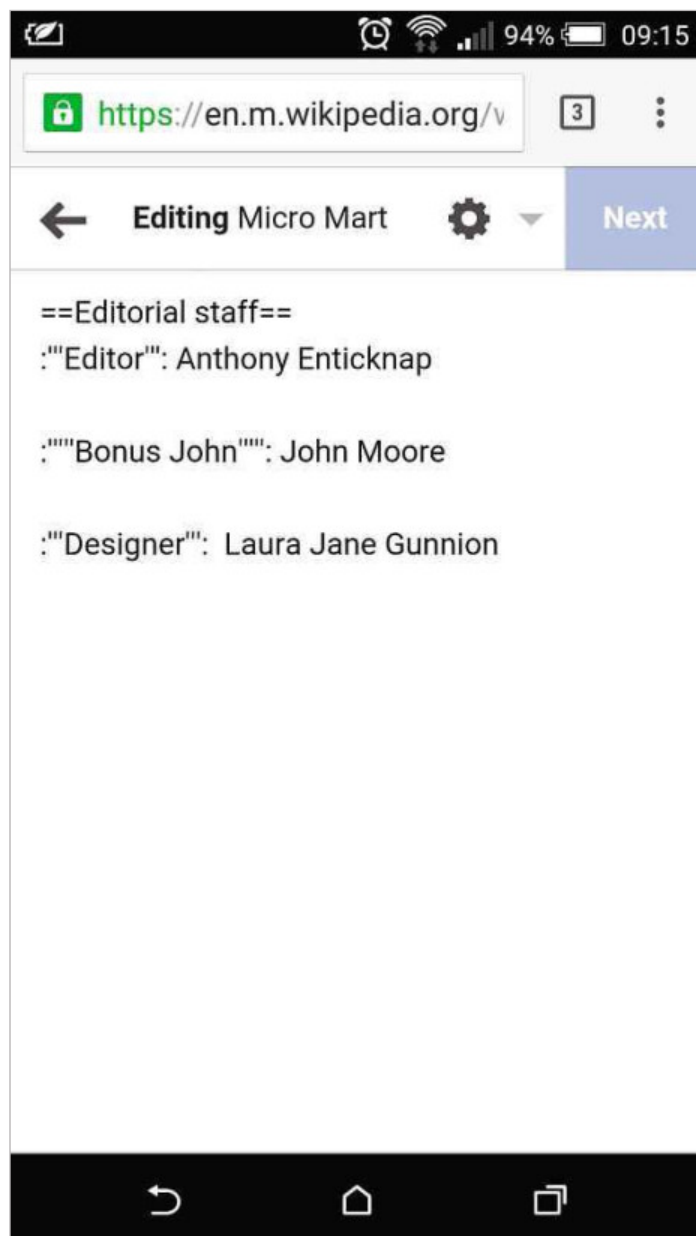 94% 09:15
https://en.m.wikipedia.org/v 3
Editing Micro Mart Next
==Editorial staff==
:'''Editor''': Anthony Enticknap
:'''''Bonus John''''': John Moore
:'''Designer''':  Laura Jane Gunnion